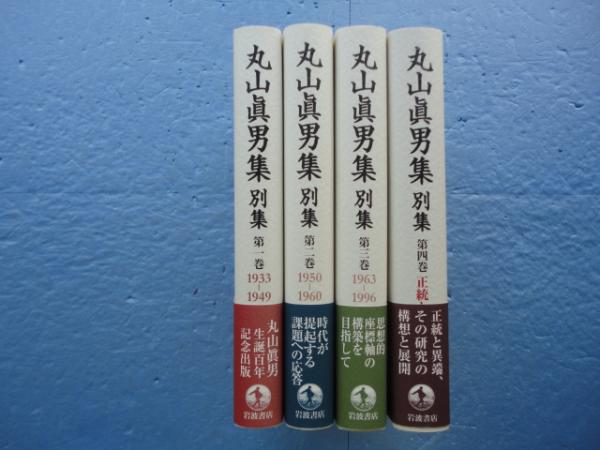 丸山眞男集
別集
第一巻
1933
1949
丸山眞男
生誕百年
記念出版
岩波書店
丸山眞男集
別集
第二巻
1950
1960
時代が
提起する
課題への応答
岩波書店
丸山眞男集
別集
第三巻
1963
1996
思想的
座標軸の
構築を
目指して
岩波書店
丸山眞男集
別集
第四巻
正統
正統と異端、
その研究の
構想と展開
岩波書店